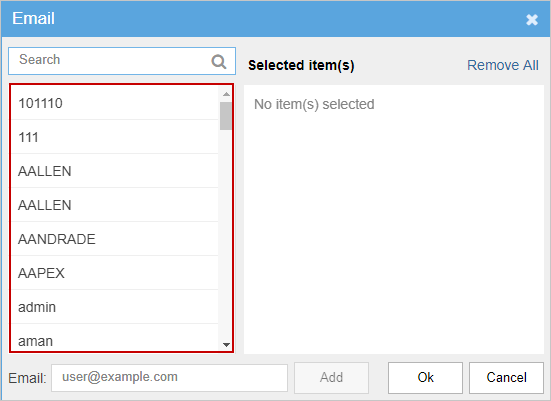 Email
Search
Selected item(s)
Remove All
101110
111
AALLEN
AALLEN
AANDRADE
AAPEX
admin
aman
No item(s) selected
Email:
user@example.com
Add
Ok
Cancel